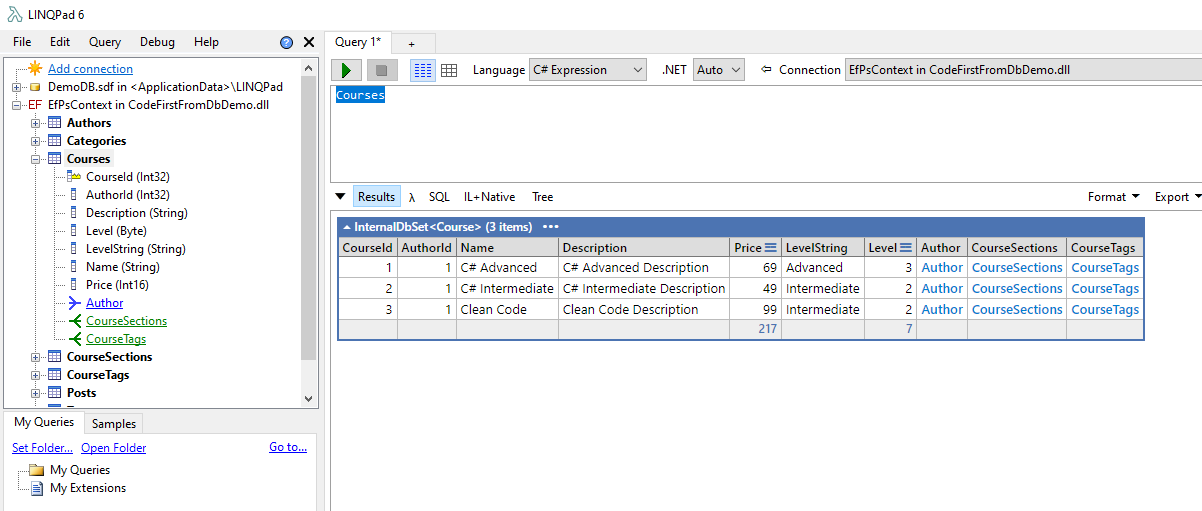 LINQPad 6
File Edit Query Debug Help
Add connection
DemoDB.sdf in <ApplicationData>\LINQPad
EfPsContext in CodeFirstFromDbDemo.dll
Authors
Categories
Courses
CourseId (Int32)
AuthorId (Int32)
Description (String)
Level (Byte)
LevelString (String)
Name (String)
Price (Int16)
Author
CourseSections
CourseTags
CourseSections
CourseTags
Posts
My Queries Samples
Set Folder... Open Folder Go to...
My Queries
My Extensions
Query 1* +
Language C# Expression .NET Auto Connection EfPsContext in CodeFirstFromDbDemo.dll
Courses
Results λ SQL IL+Native Tree Format Export
InternalDbSet<Course> (3 items) •••
CourseId AuthorId Name Description Price LevelString Level Author CourseSections CourseTags
1 1 C# Advanced C# Advanced Description 69 Advanced 3 Author CourseSections CourseTags
2 1 C# Intermediate C# Intermediate Description 49 Intermediate 2 Author CourseSections CourseTags
3 1 Clean Code Clean Code Description 99 Intermediate 2 Author CourseSections CourseTags
217 7